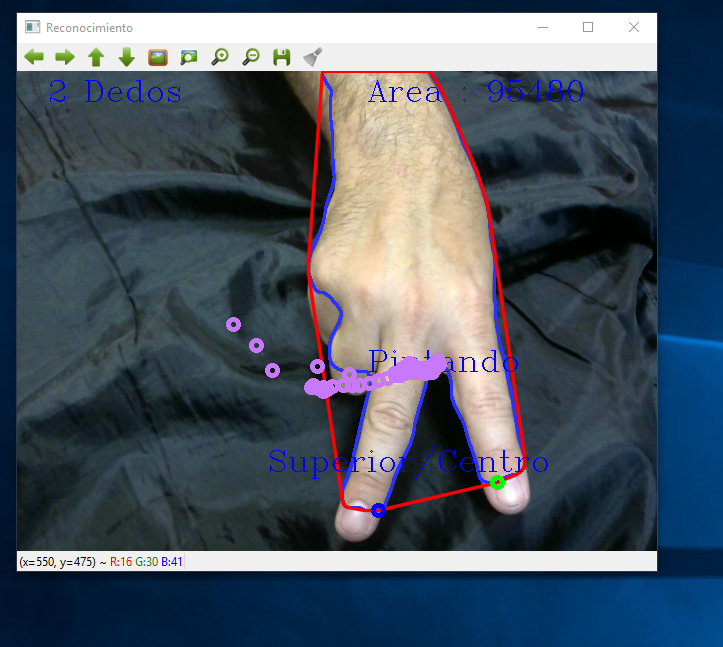 Reconocimiento
2 Dedos
Area : 95480
Pintando
Superior/Centro
(x=550, y=475) ~ R:16 G:30 B:41